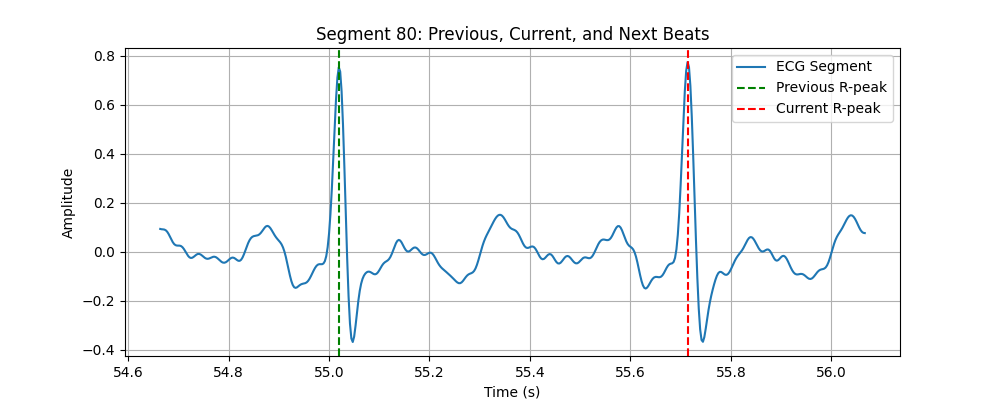 Segment 80: Previous, Current, and Next Beats
0.8
0.6
0.4
0.2
0.0
−0.2
−0.4
Amplitude
ECG Segment
Previous R-peak
Current R-peak
54.6 54.8 55.0 55.2 55.4 55.6 55.8 56.0
Time (s)